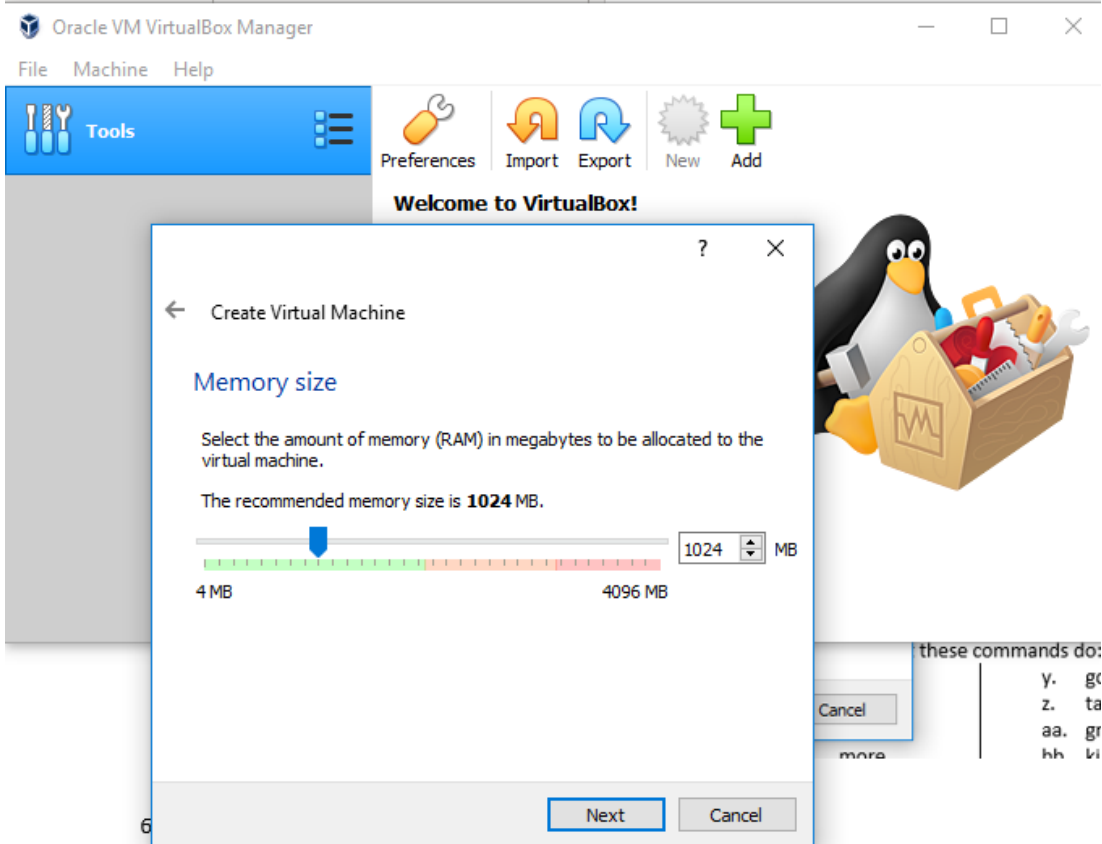 Oracle VM VirtualBox Manager
File Machine Help
Tools
Preferences Import Export New Add
Welcome to VirtualBox!
?
Create Virtual Machine
Memory size
Select the amount of memory (RAM) in megabytes to be allocated to the
virtual machine.
The recommended memory size is 1024 MB.
1024 MB
4 MB 4096 MB
these commands do:
y.
z. ta
aa. gr
Cancel
more
Next Cancel
6